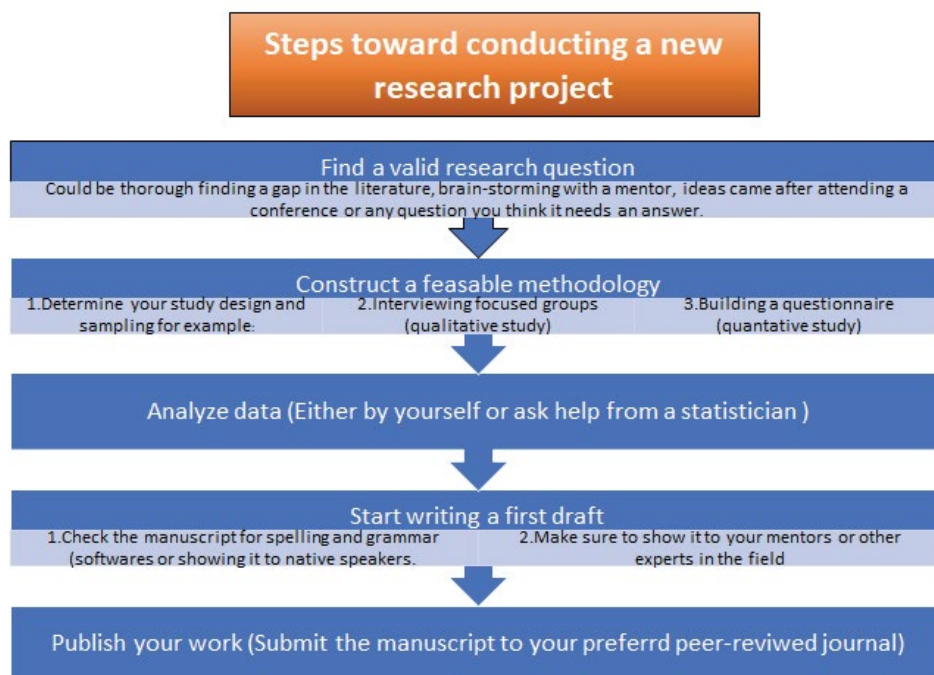 Steps toward conducting a new
research project
Find a valid research question
Could be thorough finding a gap in the literature, brain-storming with a mentor, ideas came after attending a
conference or any question you think it needs an answer.
Construct a feasable methodology
1.Determine your study design and
sampling for example:
2.Interviewing focused groups
(qualitative study)
3.Building a questionnaire
(quantative study)
Analyze data (Either by yourself or ask help from a statistician )
Start writing a first draft
1.Check the manuscript for spelling and grammar
(softwares or showing it to native speakers.
2.Make sure to show it to your mentors or other
experts in the field
Publish your work (Submit the manuscript to your preferrd peer-reviwed journal)